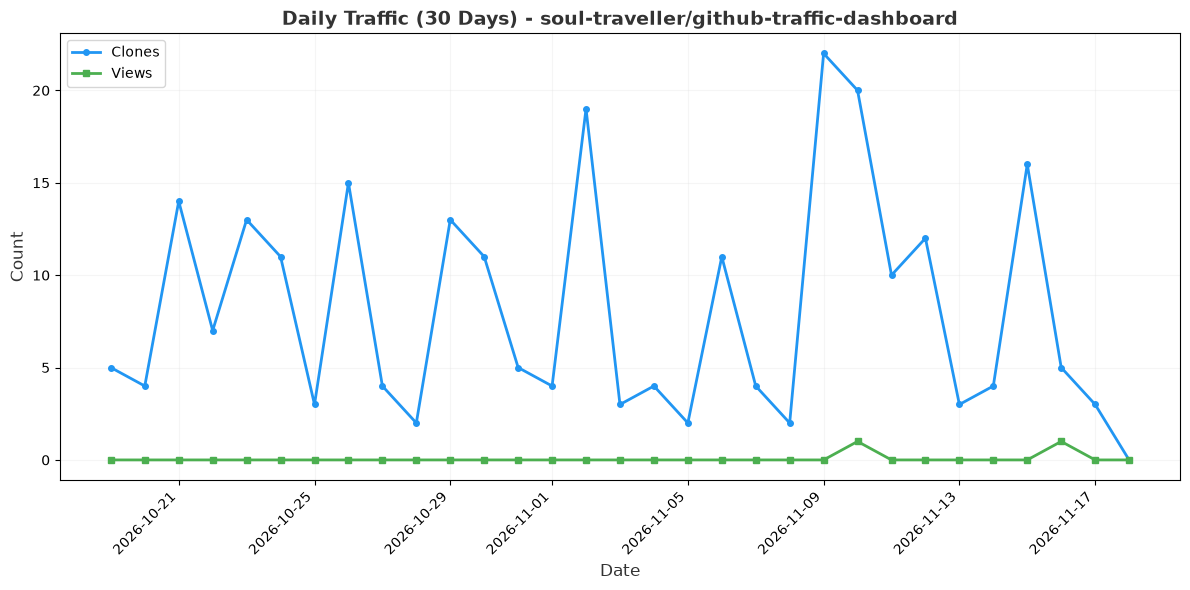 Daily Traffic (30 Days) - soul-traveller/github-traffic-dashboard
Clones
Views
Count
20
15
10
5
0
2026-10-21
2026-10-25
2026-10-29
2026-11-01
2026-11-05
2026-11-09
2026-11-13
2026-11-17
Date